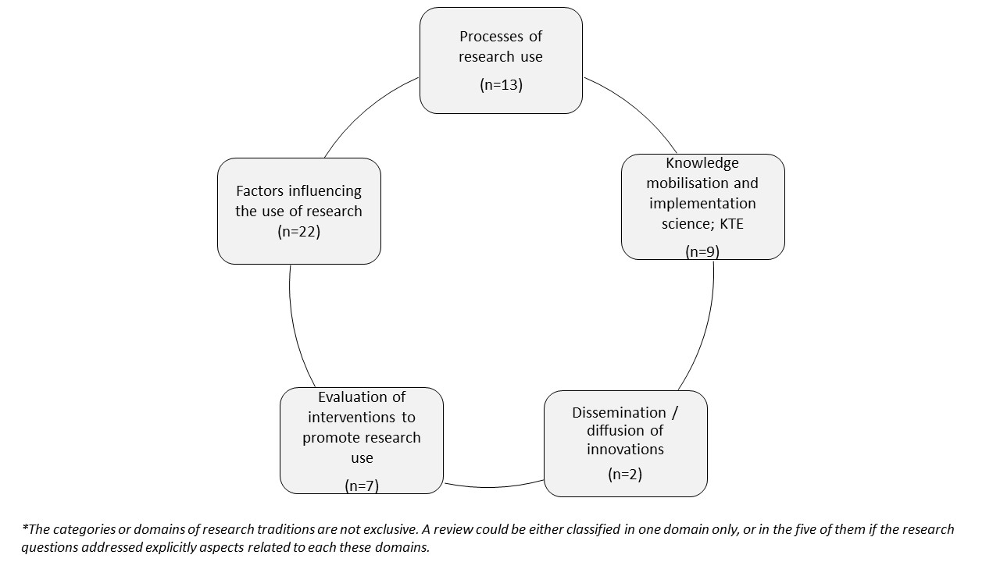 Processes of
research use
(n=13)
Knowledge
mobilisation and
implementation
science; KTE
(n=9)
Factors influencing
the use of research
(n=22)
Evaluation of
interventions to
promote research
use
(n=7)
Dissemination /
diffusion of
innovations
(n=2)
*The categories or domains of research traditions are not exclusive. A review could be either classified in one domain only, or in the five of them if the research
questions addressed explicitly aspects related to each these domains.